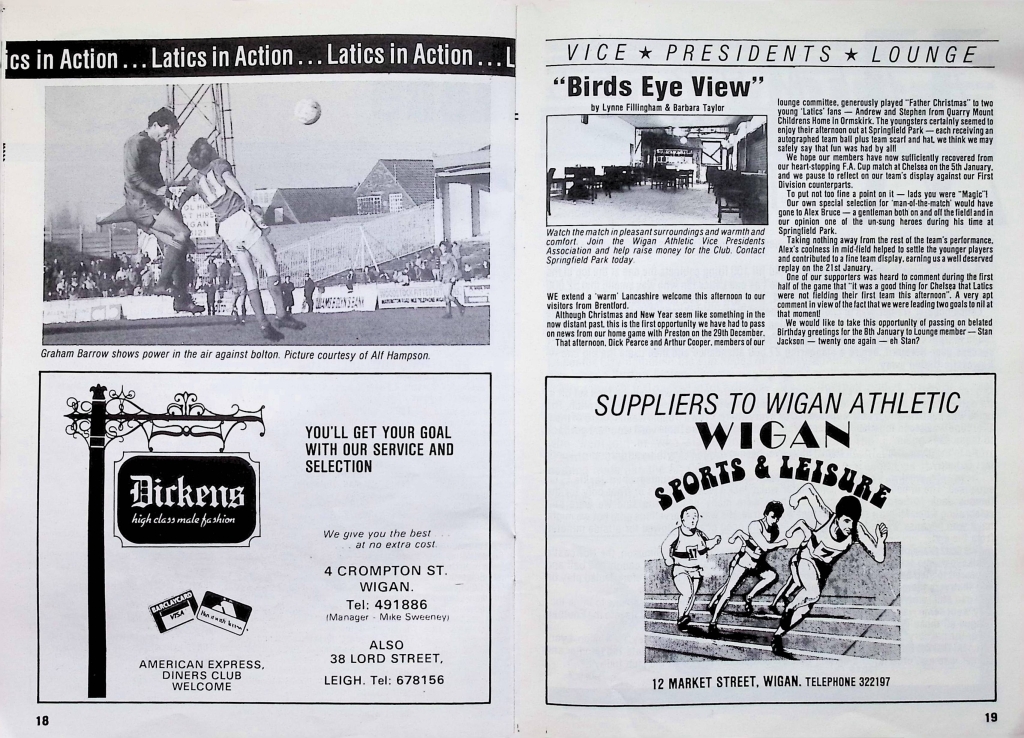 ics in Action ... Latics in Action ... Latics in Action ... L
Graham Barrow shows power in the air against bolton. Picture courtesy of Alf Hampson.
Dickens
high class male fashion
YOU'LL GET YOUR GOAL
WITH OUR SERVICE AND
SELECTION
We give you the best . .
. . at no extra cost.
4 CROMPTON ST.
WIGAN.
Tel: 491886
(Manager - Mike Sweeney)
ALSO
38 LORD STREET,
LEIGH. Tel: 678156
BARCLAYCARD
VISA
AMERICAN EXPRESS,
DINERS CLUB
WELCOME
18
VICE ★ PRESIDENTS ★ LOUNGE
"Birds Eye View"
by Lynne Fillingham & Barbara Taylor
Watch the match in pleasant surroundings and warmth and
comfort. Join the Wigan Athletic Vice Presidents
Association and help raise money for the Club. Contact
Springfield Park today.
WE extend a 'warm' Lancashire welcome this afternoon to our
visitors from Brentford.
Although Christmas and New Year seem like something in the
now distant past, this is the first opportunity we have had to pass
on news from our home game with Preston on the 29th December.
That afternoon, Dick Pearce and Arthur Cooper, members of our
lounge committee, generously played "Father Christmas" to two
young 'Latics' fans — Andrew and Stephen from Quarry Mount
Childrens Home in Ormskirk. The youngsters certainly seemed to
enjoy their afternoon out at Springfield Park — each receiving an
autographed team ball plus team scarf and hat, we think we may
safely say that fun was had by all!
We hope our members have now sufficiently recovered from
our heart-stopping F.A. Cup match at Chelsea on the 5th January,
and we pause to reflect on our team's display against our First
Division counterparts.
To put not too fine a point on it — lads you were "Magic"!
Our own special selection for 'man-of-the-match' would have
gone to Alex Bruce — a gentleman both on and off the field and in
our opinion one of the un-sung heroes during his time at
Springfield Park.
Taking nothing away from the rest of the team's performance,
Alex's coolness in mid-field helped to settle the younger players
and contributed to a fine team display, earning us a well deserved
replay on the 21st January.
One of our supporters was heard to comment during the first
half of the game that "it was a good thing for Chelsea that Latics
were not fielding their first team this afternoon". A very apt
comment in view of the fact that we were leading two goals to nil at
that moment!
We would like to take this opportunity of passing on belated
Birthday greetings for the 8th January to Lounge member — Stan
Jackson — twenty one again — eh Stan?
SUPPLIERS TO WIGAN ATHLETIC
WIGAN
SPORTS & LEISURE
12 MARKET STREET, WIGAN. TELEPHONE 322197
19